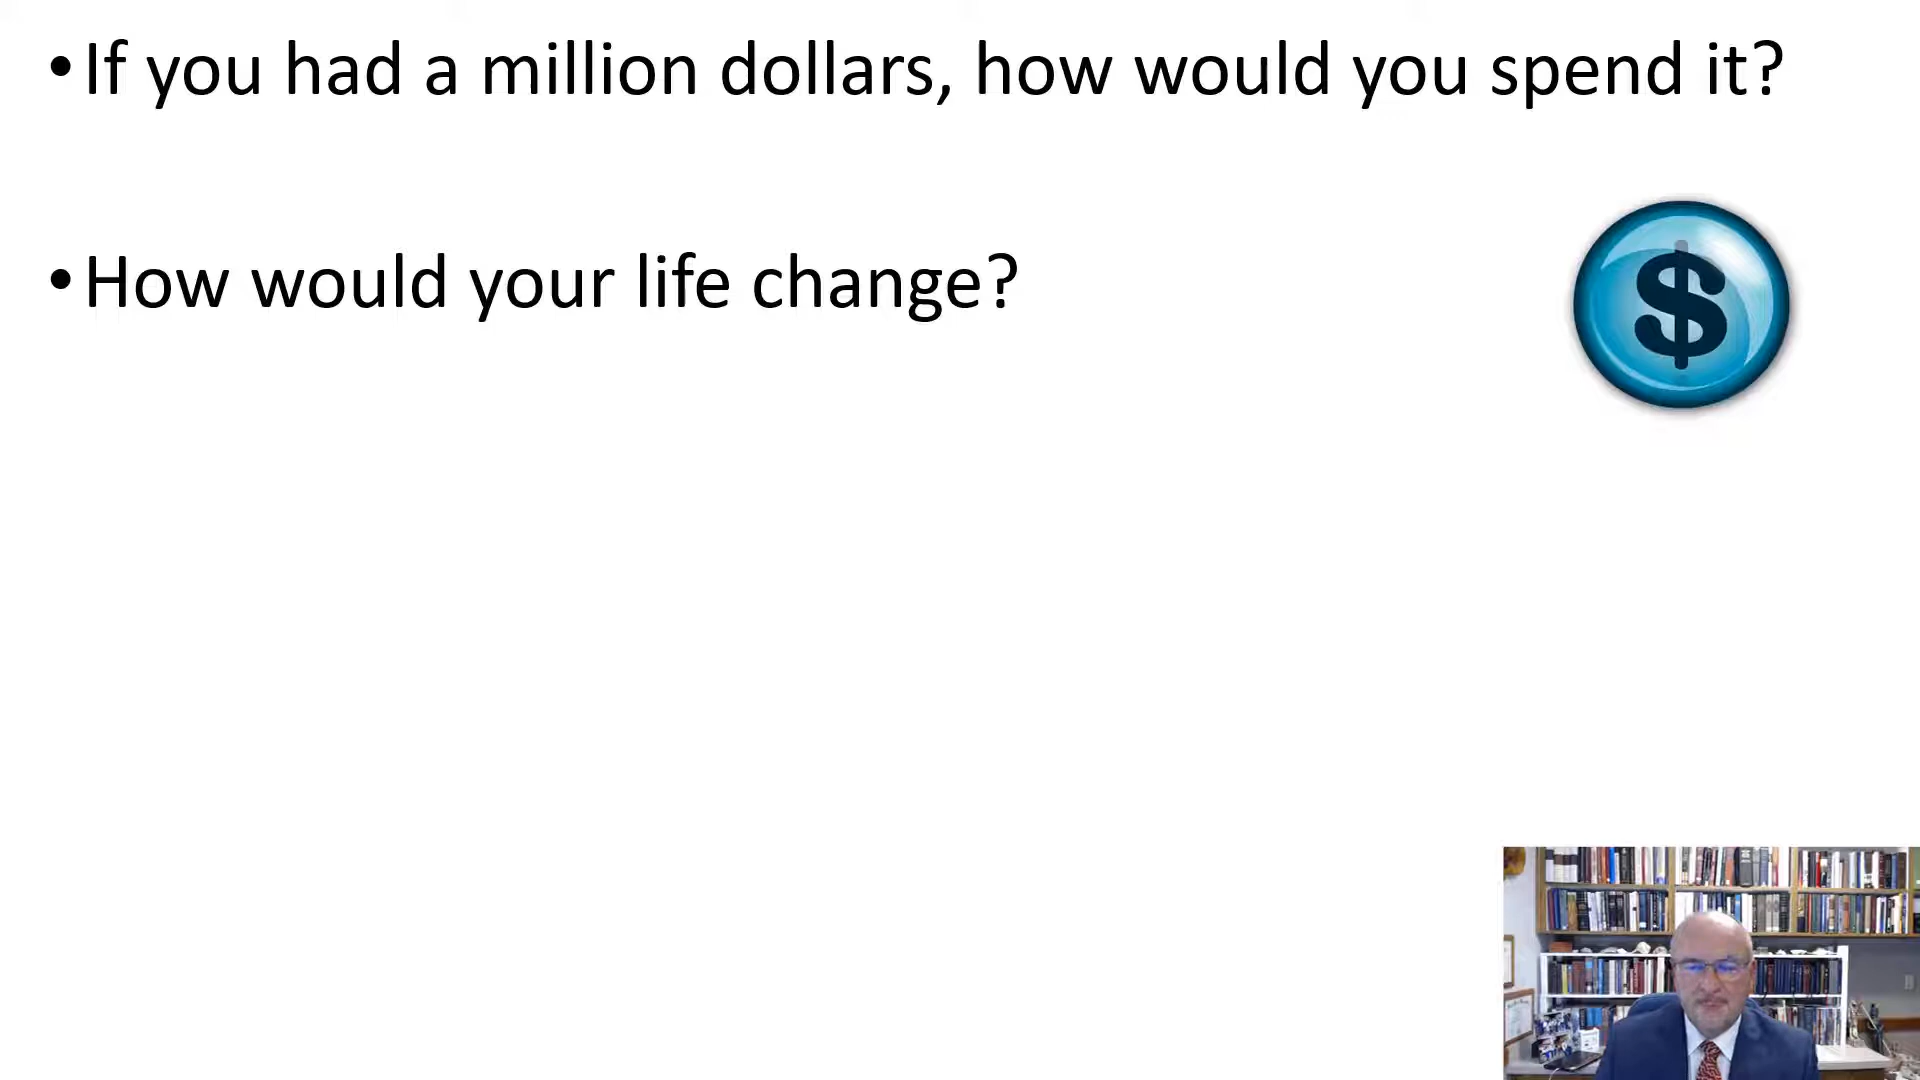 •If you had a million dollars, how would you spend it?
•How would your life change?
$